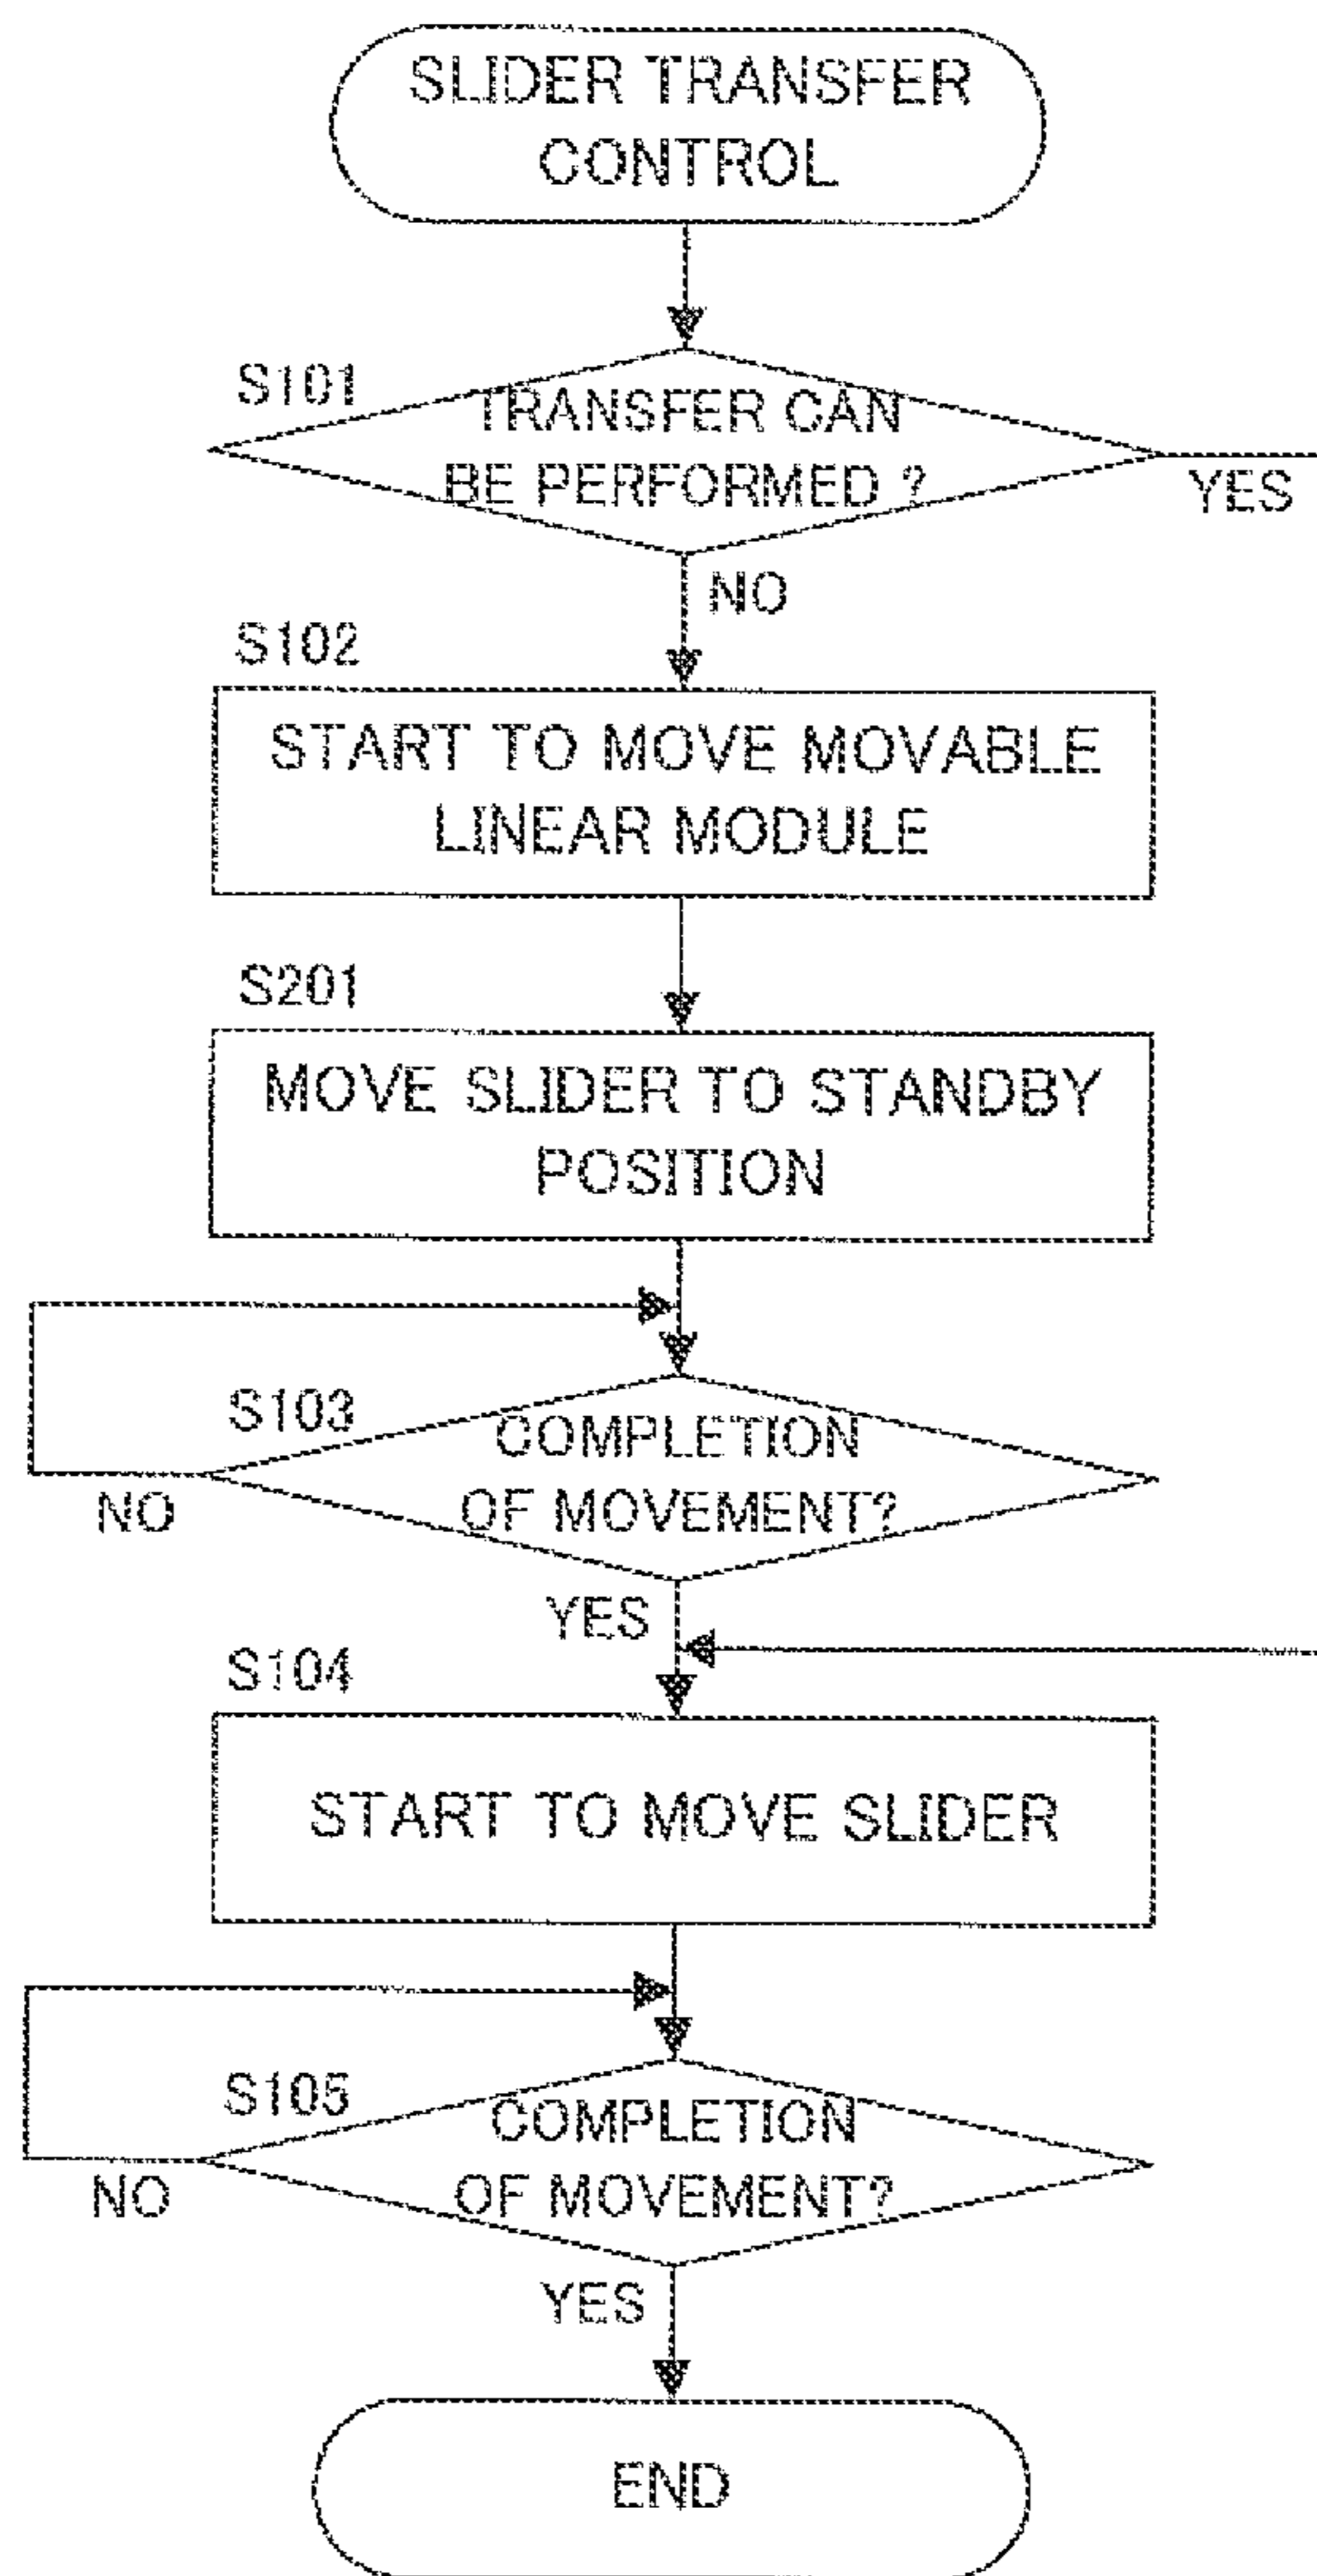 SLIDER TRANSFER
CONTROL
S101
TRANSFER CAN
BE PERFORMED ?
YES
NO
S102
START TO MOVE MOVABLE
LINEAR MODULE
S201
MOVE SLIDER TO STANDBY
POSITION
S103
COMPLETION
OF MOVEMENT?
NO
YES
S104
START TO MOVE SLIDER
S105
COMPLETION
OF MOVEMENT?
NO
YES
END